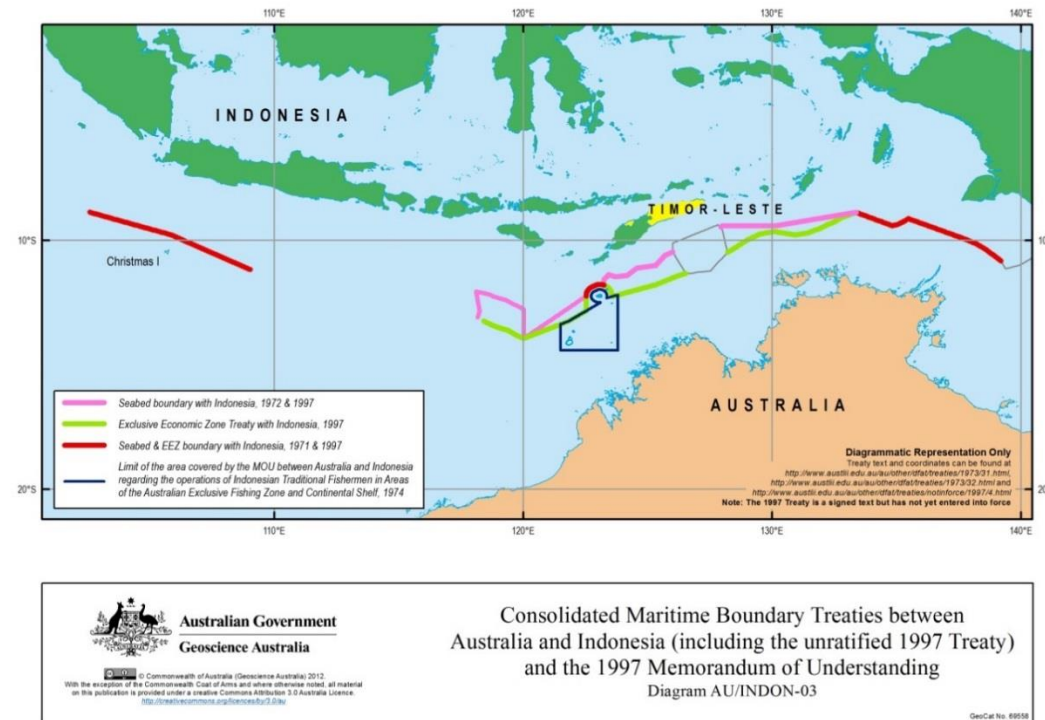 110°E 120°E 130°E 140°E
INDONESIA
TIMOR-LESTE
10°S
10
Christmas I
AUSTRALIA
Seabed boundary with Indonesia, 1972 & 1997
Exclusive Economic Zone Treaty with Indonesia, 1997
Seabed & EEZ boundary with Indonesia, 1971 & 1997
Limit of the area covered by the MOU between Australia and Indonesia
regarding the operations of Indonesian Traditional Fishermen in Areas
of the Australian Exclusive Fishing Zone and Continental Shelf, 1974
Diagrammatic Representation Only
Treaty text and coordinates can be found at
http://www.austlii.edu.au/au/other/dfat/treaties/1973/31.html,
http://www.austlii.edu.au/au/other/dfat/treaties/1973/32.html and
http://www.austlii.edu.au/au/other/dfat/treaties/notinforce/1997/4.html
Note: The 1997 Treaty is a signed text but has not yet entered into force
20°S
20
110°E 120°E 130°E 140°E
Australian Government
Geoscience Australia
© Commonwealth of Australia (Geoscience Australia) 2012.
With the exception of the Commonwealth Coat of Arms and where otherwise noted, all material
on this publication is provided under a creative Commons Attribution 3.0 Australia Licence.
http://creativecommons.org/licences/by/3.0/au
Consolidated Maritime Boundary Treaties between
Australia and Indonesia (including the unratified 1997 Treaty)
and the 1997 Memorandum of Understanding
Diagram AU/INDON-03
GeoCat No. 69558